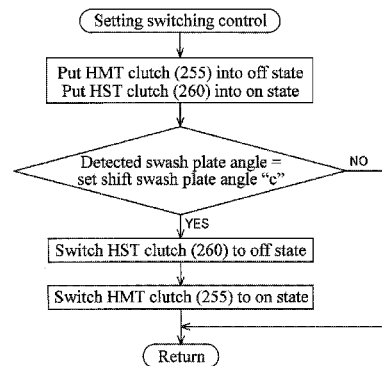 Setting switching control
Put HMT clutch (255) into off state
Put HST clutch (260) into on state
Detected swash plate angle =
set shift swash plate angle “c”
NO
YES
Switch HST clutch (260) to off state
Switch HMT clutch (255) to on state
Return